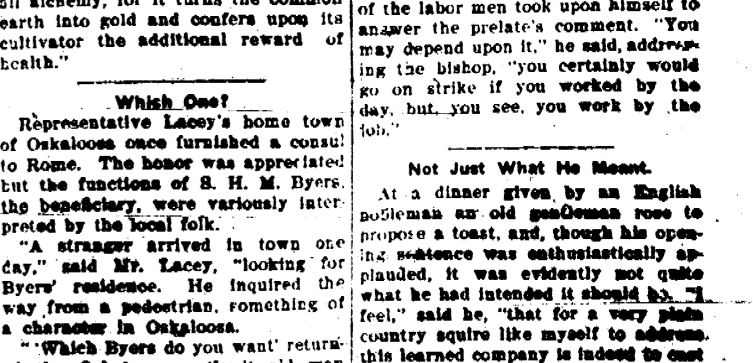 earth into gold and confers upon its
cultivator the additional reward of
health."
Which One?
Representative Lacey's home town
of Oskaloosa once furnished a consul
to Rome. The honor was appreciated
but the functions of S. H. M. Byers,
the beneficiary, were variously inter-
preted by the local folk.
"A stranger arrived in town one
day," said Mr. Lacey, "looking for
Byers' residence. He inquired the
way from a pedestrian, something of
a character in Oskaloosa.
"'Which Byers do you want' return-
of the labor men took upon himself to
answer the prelate's comment. "You
may depend upon it," he said, address-
ing the bishop, "you certainly would
go on strike if you worked by the
day, but, you see, you work by the
job."
Not Just What He Meant.
At a dinner given by an English
nobleman an old gentleman rose to
propose a toast, and, though his open-
ing sentence was enthusiastically ap-
plauded, it was evidently not quite
what he had intended it should be. "I
feel," said he, "that for a very plain
country squire like myself to address
this learned company is indeed to cast